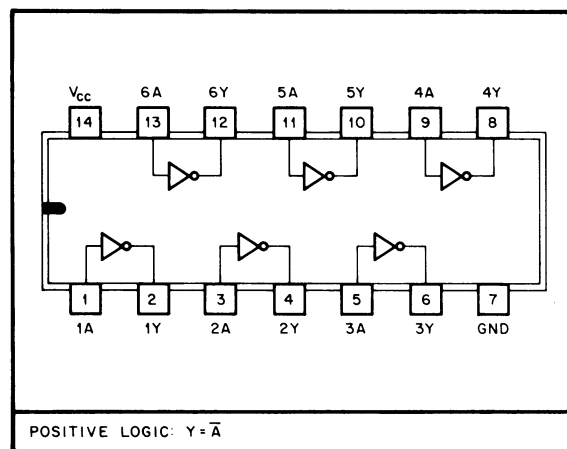 Vcc 6A 6Y 5A 5Y 4A 4Y
14 13 12 11 10 9 8
1 2 3 4 5 6 7
1A 1Y 2A 2Y 3A 3Y GND
POSITIVE LOGIC: Y = A̅